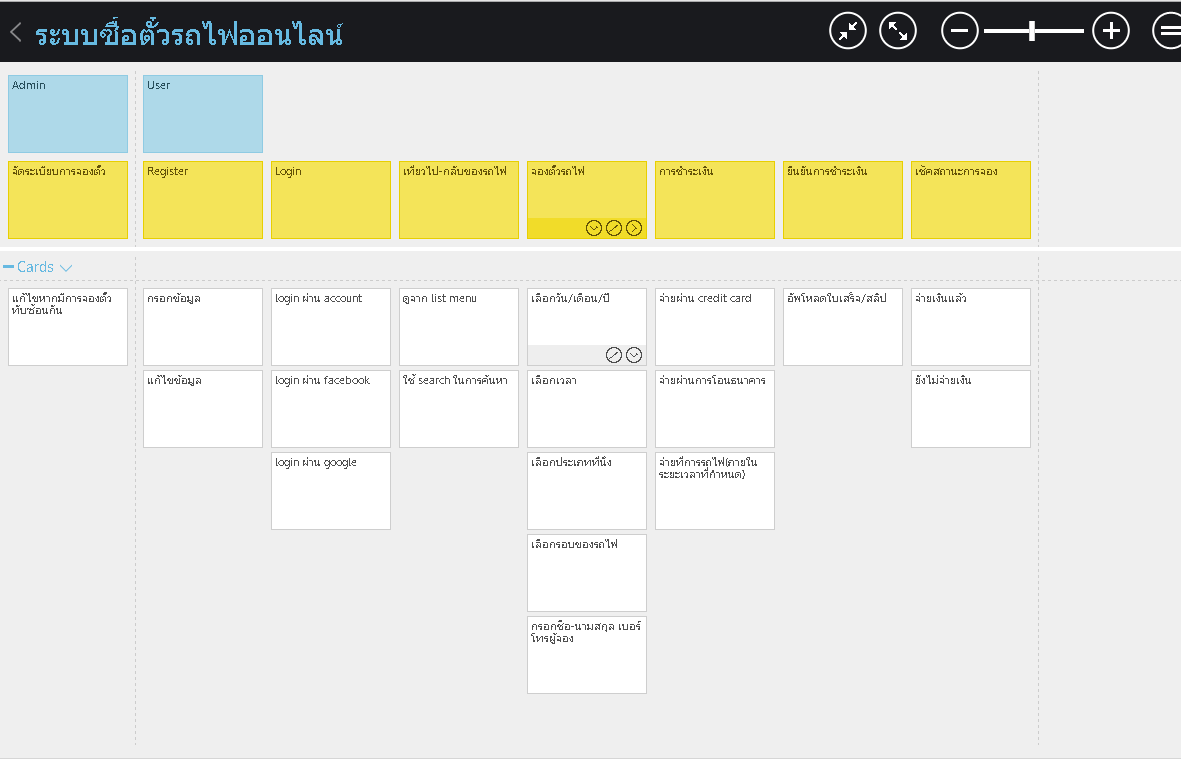 ระบบซื้อตั๋วรถไฟออนไลน์
Admin
User
จัดระเบียบการจองตั๋ว
Register
Login
เที่ยวไป-กลับของรถไฟ
จองตั๋วรถไฟ
การชำระเงิน
ยืนยันการชำระเงิน
เช้คสถานะการจอง
Cards
แก้ไขหากมีการจองตั๋ว
ทับซ้อนกัน
กรอกข้อมูล
login ผ่าน account
ดูจาก list menu
เลือกวัน/เดือน/ปี
จ่ายผ่าน credit card
อัพโหลดใบเสร็จ/สลิป
จ่ายเงินแล้ว
แก้ไขข้อมูล
login ผ่าน facebook
ใช้ search ในการค้นหา
เลือกเวลา
จ่ายผ่านการโอนธนาคาร
ยังไม่จ่ายเงิน
login ผ่าน google
เลือกประเภทที่นั่ง
จ่ายที่การรถไฟ(ภายใน
ระยะเวลาที่กำหนด)
เลือกรอบของรถไฟ
กรอกชื่อ-นามสกุล เบอร์
โทรผู้จอง